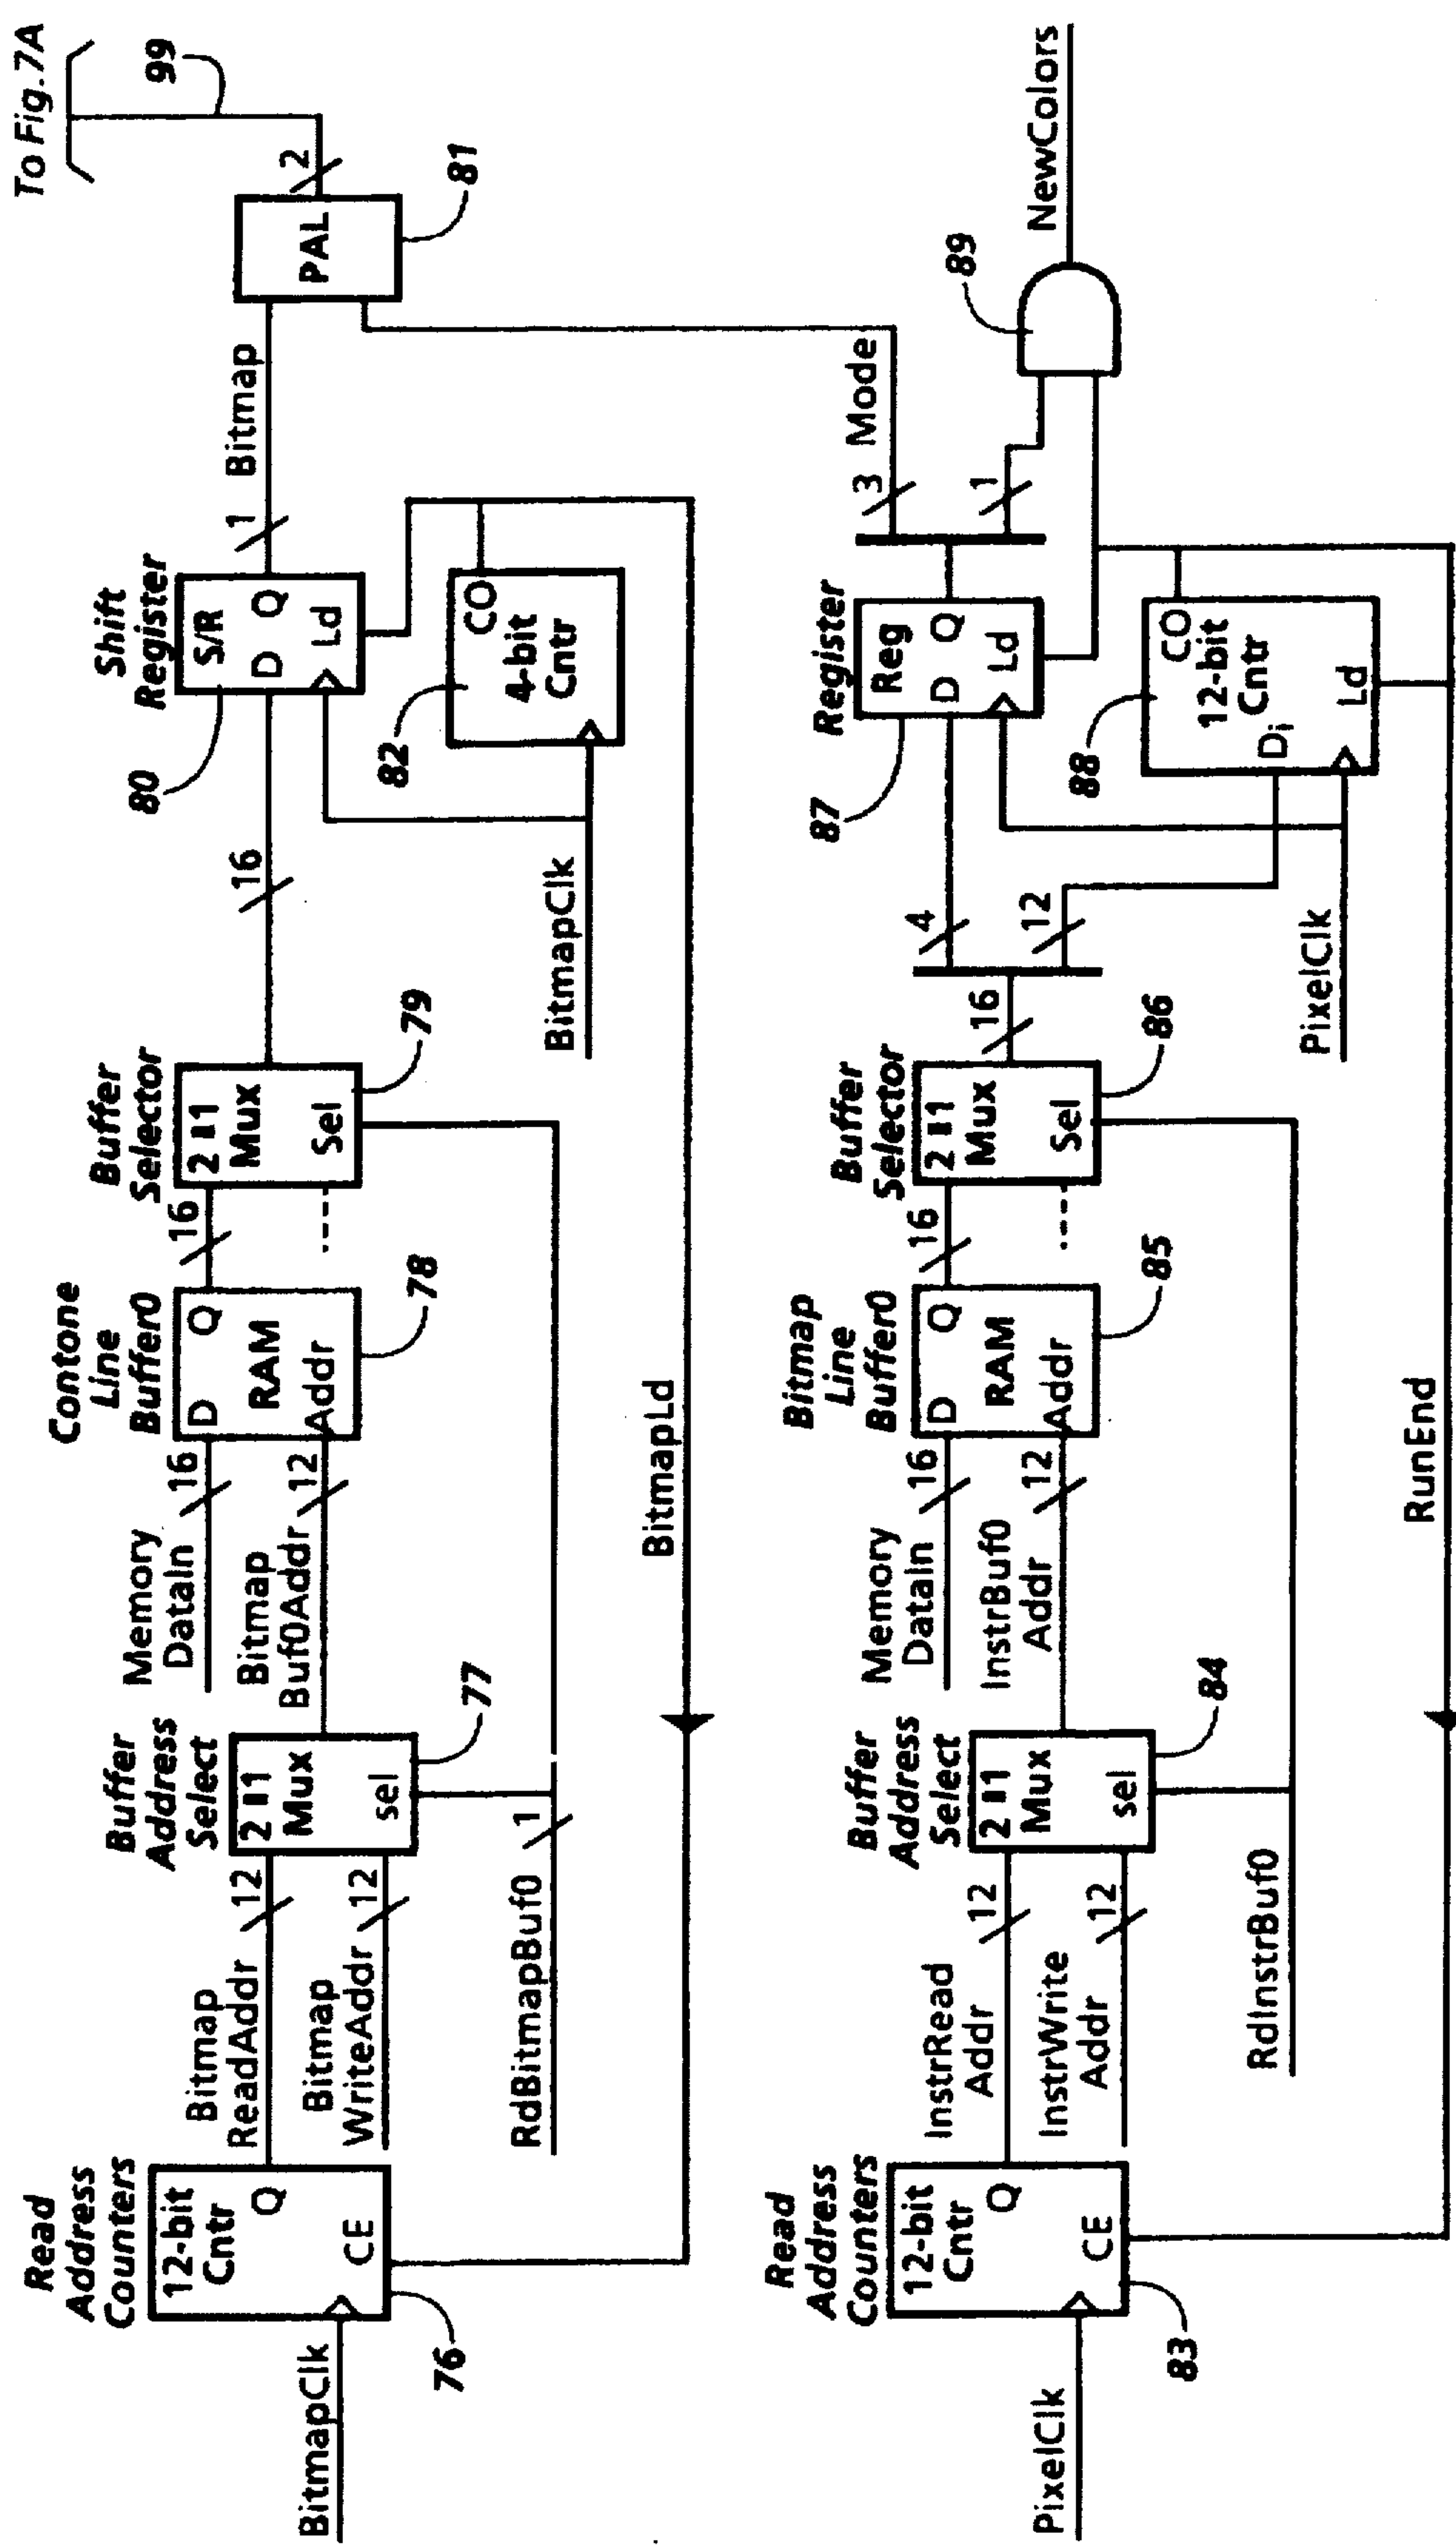 To Fig.7A
99
2
PAL
81
1
Bitmap
Shift
Register
S/R
D Q
Ld
80
CO
4-bit
Cntr
82
16
BitmapClk
Buffer
Selector
2 1
Mux
Sel
79
16
Contone
Line
Buffer0
D Q
RAM
Addr
78
Memory
DataIn
16
Bitmap
Buf0Addr
12
Buffer
Address
Select
2 1
Mux
sel
77
Bitmap
ReadAddr
12
Bitmap
WriteAddr
12
RdBitmapBuf0
1
BitmapLd
Read
Address
Counters
12-bit
Cntr
Q
CE
76
BitmapClk
NewColors
89
3 Mode
1
Register
Reg
D Q
Ld
87
CO
12-bit
Cntr
Di
Ld
88
4
12
PixelClk
16
Buffer
Selector
2 1
Mux
Sel
86
16
Bitmap
Line
Buffer0
D Q
RAM
Addr
85
Memory
DataIn
16
InstrBuf0
Addr
12
Buffer
Address
Select
2 1
Mux
sel
84
InstrRead
Addr
12
InstrWrite
Addr
12
RdInstrBuf0
RunEnd
Read
Address
Counters
12-bit
Cntr
Q
CE
83
PixelClk